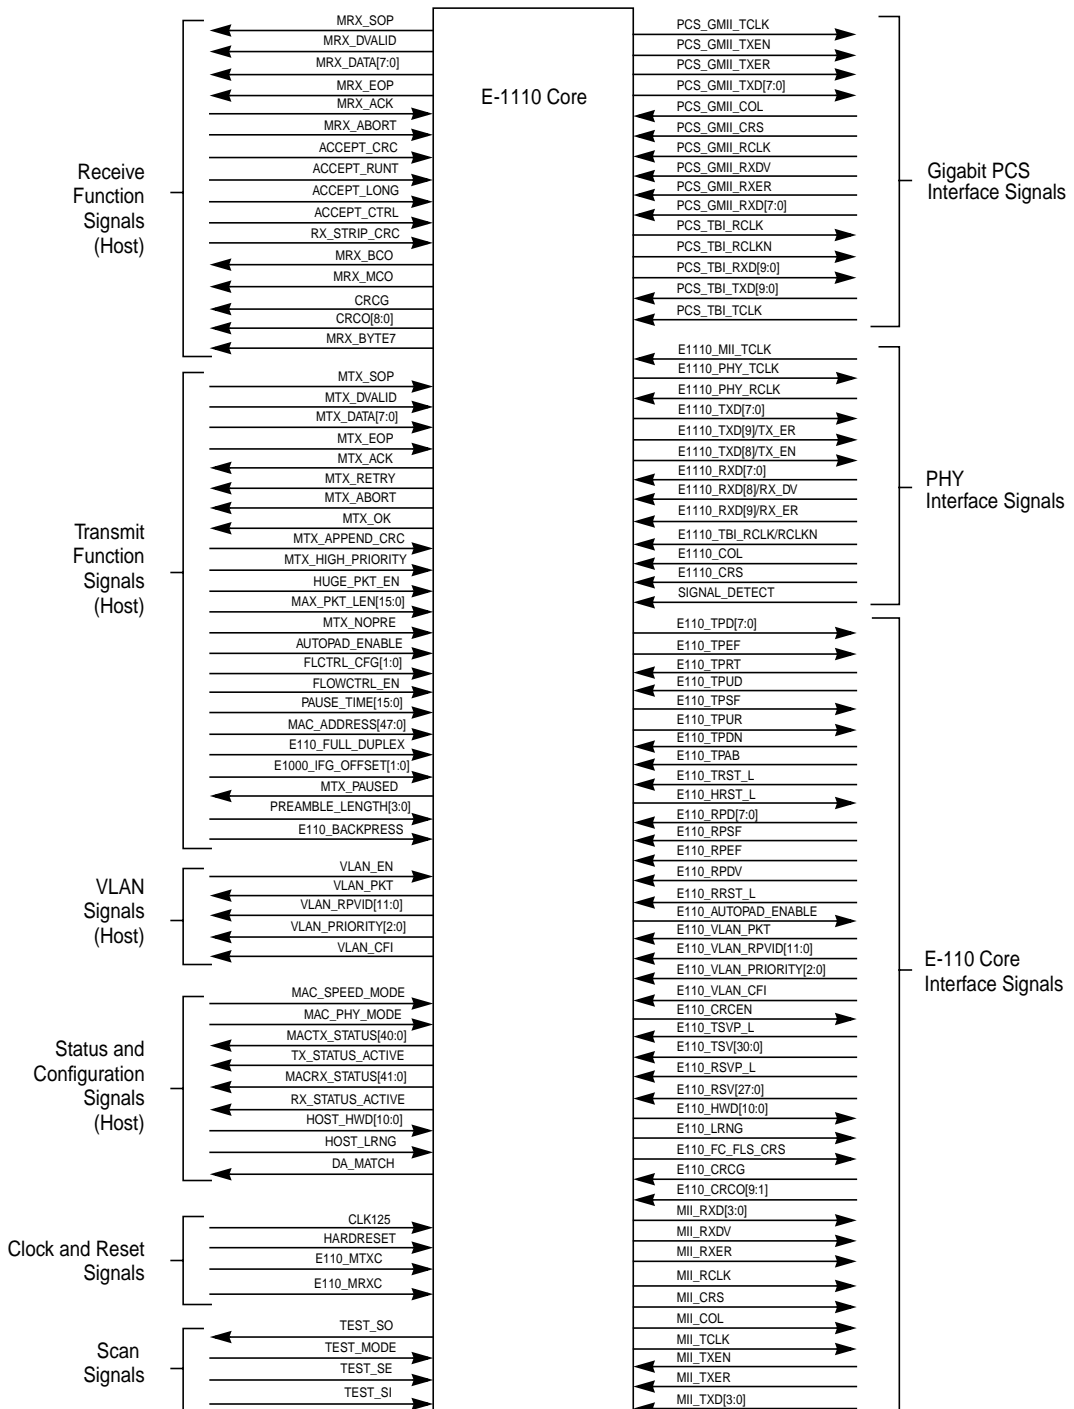 E-1110 Core
Receive
Function
Signals
(Host)
MRX_SOP
MRX_DVALID
MRX_DATA[7:0]
MRX_EOP
MRX_ACK
MRX_ABORT
ACCEPT_CRC
ACCEPT_RUNT
ACCEPT_LONG
ACCEPT_CTRL
RX_STRIP_CRC
MRX_BCO
MRX_MCO
CRCG
CRCO[8:0]
MRX_BYTE7
Transmit
Function
Signals
(Host)
MTX_SOP
MTX_DVALID
MTX_DATA[7:0]
MTX_EOP
MTX_ACK
MTX_RETRY
MTX_ABORT
MTX_OK
MTX_APPEND_CRC
MTX_HIGH_PRIORITY
HUGE_PKT_EN
MAX_PKT_LEN[15:0]
MTX_NOPRE
AUTOPAD_ENABLE
FLCTRL_CFG[1:0]
FLOWCTRL_EN
PAUSE_TIME[15:0]
MAC_ADDRESS[47:0]
E110_FULL_DUPLEX
E1000_IFG_OFFSET[1:0]
MTX_PAUSED
PREAMBLE_LENGTH[3:0]
E110_BACKPRESS
VLAN
Signals
(Host)
VLAN_EN
VLAN_PKT
VLAN_RPVID[11:0]
VLAN_PRIORITY[2:0]
VLAN_CFI
Status and
Configuration
Signals
(Host)
MAC_SPEED_MODE
MAC_PHY_MODE
MACTX_STATUS[40:0]
TX_STATUS_ACTIVE
MACRX_STATUS[41:0]
RX_STATUS_ACTIVE
HOST_HWD[10:0]
HOST_LRNG
DA_MATCH
Clock and Reset
Signals
CLK125
HARDRESET
E110_MTXC
E110_MRXC
Scan
Signals
TEST_SO
TEST_MODE
TEST_SE
TEST_SI
PCS_GMII_TCLK
PCS_GMII_TXEN
PCS_GMII_TXER
PCS_GMII_TXD[7:0]
PCS_GMII_COL
PCS_GMII_CRS
PCS_GMII_RCLK
PCS_GMII_RXDV
PCS_GMII_RXER
PCS_GMII_RXD[7:0]
PCS_TBI_RCLK
PCS_TBI_RCLKN
PCS_TBI_RXD[9:0]
PCS_TBI_TXD[9:0]
PCS_TBI_TCLK
Gigabit PCS
Interface Signals
E1110_MII_TCLK
E1110_PHY_TCLK
E1110_PHY_RCLK
E1110_TXD[7:0]
E1110_TXD[9]/TX_ER
E1110_TXD[8]/TX_EN
E1110_RXD[7:0]
E1110_RXD[8]/RX_DV
E1110_RXD[9]/RX_ER
E1110_TBI_RCLK/RCLKN
E1110_COL
E1110_CRS
SIGNAL_DETECT
PHY
Interface Signals
E110_TPD[7:0]
E110_TPEF
E110_TPRT
E110_TPUD
E110_TPSF
E110_TPUR
E110_TPDN
E110_TPAB
E110_TRST_L
E110_HRST_L
E110_RPD[7:0]
E110_RPSF
E110_RPEF
E110_RPDV
E110_RRST_L
E110_AUTOPAD_ENABLE
E110_VLAN_PKT
E110_VLAN_RPVID[11:0]
E110_VLAN_PRIORITY[2:0]
E110_VLAN_CFI
E110_CRCEN
E110_TSVP_L
E110_TSV[30:0]
E110_RSVP_L
E110_RSV[27:0]
E110_HWD[10:0]
E110_LRNG
E110_FC_FLS_CRS
E110_CRCG
E110_CRCO[9:1]
MII_RXD[3:0]
MII_RXDV
MII_RXER
MII_RCLK
MII_CRS
MII_COL
MII_TCLK
MII_TXEN
MII_TXER
MII_TXD[3:0]
E-110 Core
Interface Signals